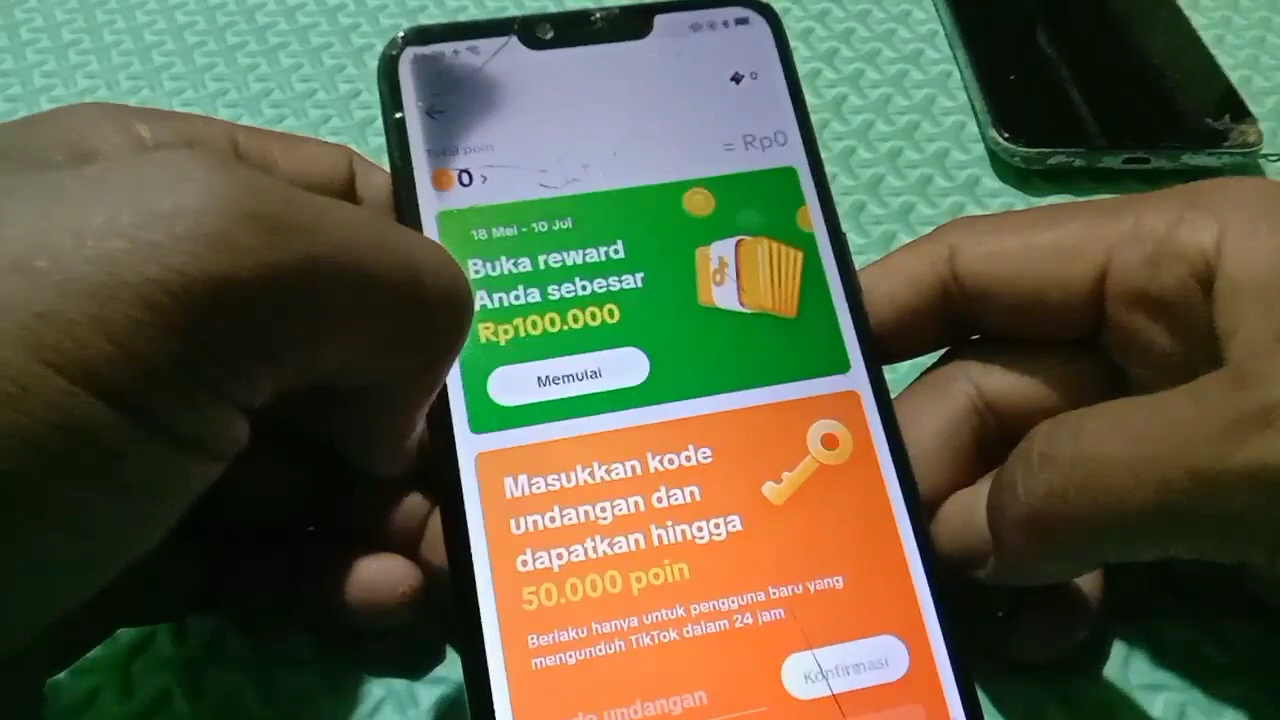 0
Total poin
= Rp0
0 ›
18 Mei - 10 Jul
Buka reward
Anda sebesar
Rp100.000
Memulai
Masukkan kode
undangan dan
dapatkan hingga
50.000 poin
Berlaku hanya untuk pengguna baru yang
mengunduh TikTok dalam 24 jam
Konfirmasi
undangan